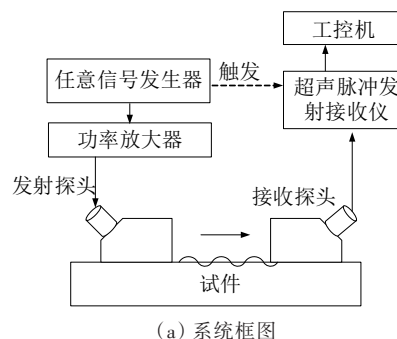 工控机
任意信号发生器
触发
超声脉冲发
射接收仪
功率放大器
发射探头
接收探头
试件
(a) 系统框图